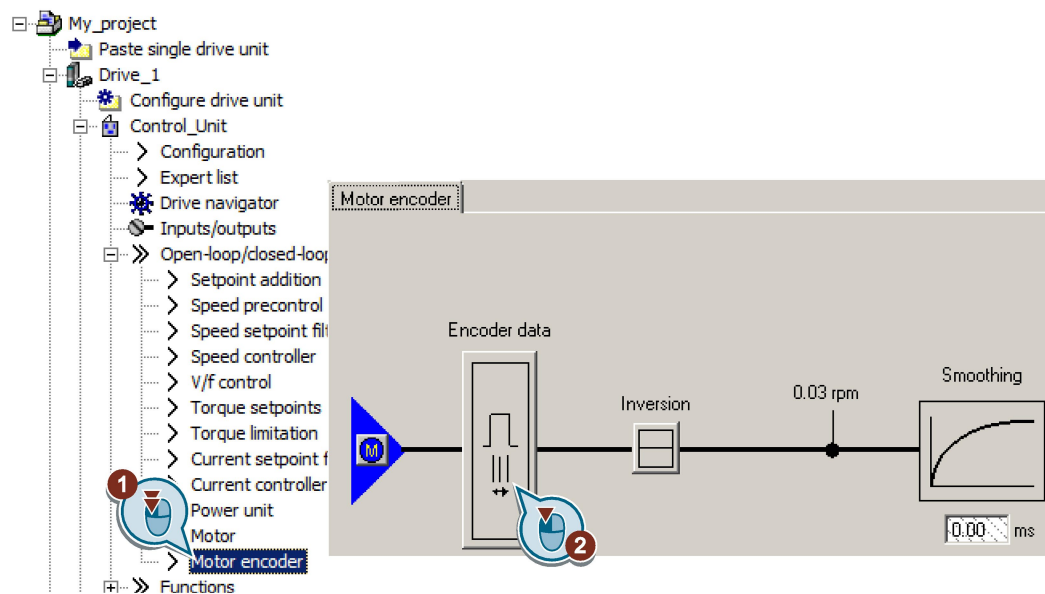 My_project
Paste single drive unit
Drive_1
Configure drive unit
Control_Unit
Configuration
Expert list
Drive navigator
Inputs/outputs
Open-loop/closed-loop
Setpoint addition
Speed precontrol
Speed setpoint filt
Speed controller
V/f control
Torque setpoints
Torque limitation
Current setpoint f
Current controller
1
Power unit
Motor
Motor encoder
Functions
Motor encoder
Encoder data
Inversion
0.03 rpm
Smoothing
M
0.00 ms
2